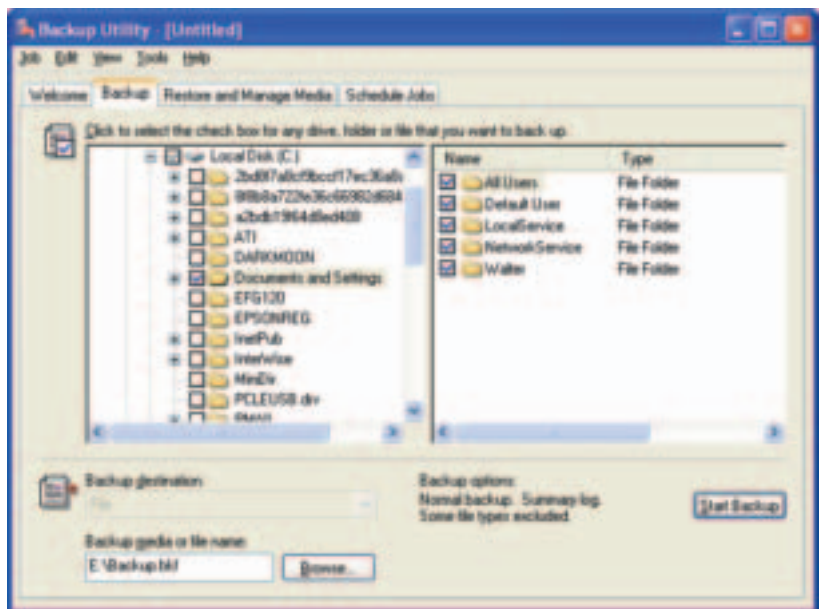 Backup Utility - [Untitled]
Job Edit View Tools Help
Welcome Backup Restore and Manage Media Schedule Jobs
Click to select the check box for any drive, folder or file that you want to back up.
Local Disk (C:)
ATI
DARKMOON
Documents and Settings
EFG120
EPSONREG
InetPub
InterWise
MiniDv
PCLEUSB.drv
Name Type
All Users File Folder
Default User File Folder
LocalService File Folder
NetworkService File Folder
Walter File Folder
Backup destination:
File
Backup media or file name:
E:\Backup.bkf
Browse...
Backup options:
Normal backup. Summary log.
Some file types excluded.
Start Backup